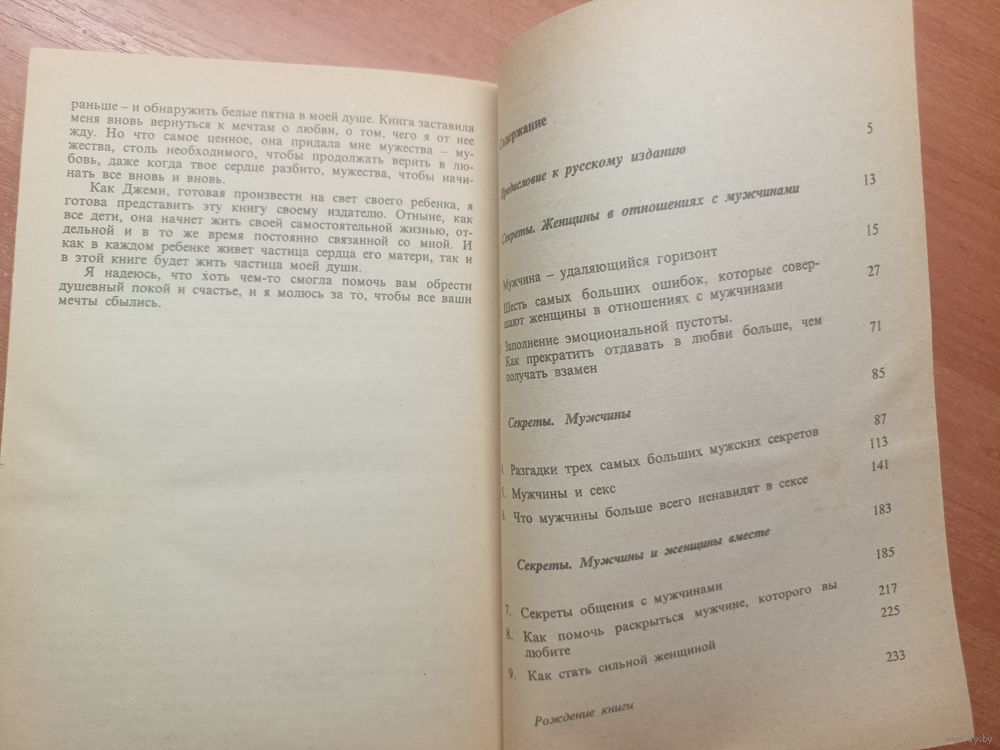 раньше – и обнаружить белые пятна в моей душе. Книга заставила
меня вновь вернуться к мечтам о любви, о том, чего я от нее
жду. Но что самое ценное, она придала мне мужества – му-
жества, столь необходимого, чтобы продолжать верить в лю-
бовь, даже когда твое сердце разбито, мужества, чтобы начи-
нать все вновь и вновь.
Как Джеми, готовая произвести на свет своего ребенка, я
готова представить эту книгу своему издателю. Отныне, как
все дети, она начнет жить своей самостоятельной жизнью, от-
дельной и в то же время постоянно связанной со мной. И
как в каждом ребенке живет частица сердца его матери, так и
в этой книге будет жить частица моей души.
Я надеюсь, что хоть чем-то смогла помочь вам обрести
душевный покой и счастье, и я молюсь за то, чтобы все ваши
мечты сбылись.
Содержание
Предисловие к русскому изданию 5
Секреты. Женщины в отношениях с мужчинами 13
Мужчина – удаляющийся горизонт 15
Шесть самых больших ошибок, которые совер-
шают женщины в отношениях с мужчинами 27
Заполнение эмоциональной пустоты.
Как прекратить отдавать в любви больше, чем
получать взамен 71
Секреты. Мужчины 85
4. Разгадки трех самых больших мужских секретов 87
5. Мужчины и секс 113
6. Что мужчины больше всего ненавидят в сексе 141
Секреты. Мужчины и женщины вместе 183
7. Секреты общения с мужчинами 185
8. Как помочь раскрыться мужчине, которого вы
любите 217
9. Как стать сильной женщиной 225
Рождение книги 233
www.ay.by